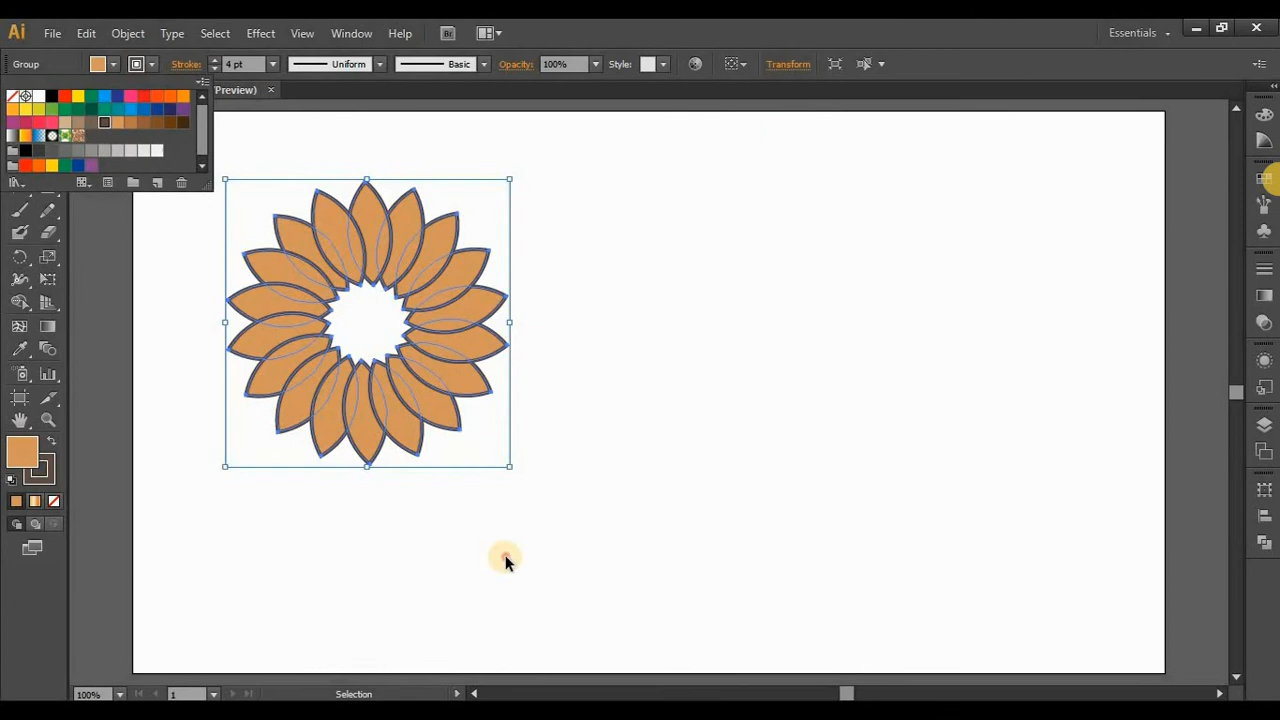 Ai File Edit Object Type Select Effect View Window Help Br Essentials
Group Stroke: 4 pt Uniform Basic Opacity: 100% Style: Transform
Preview) ×
100% 1 Selection